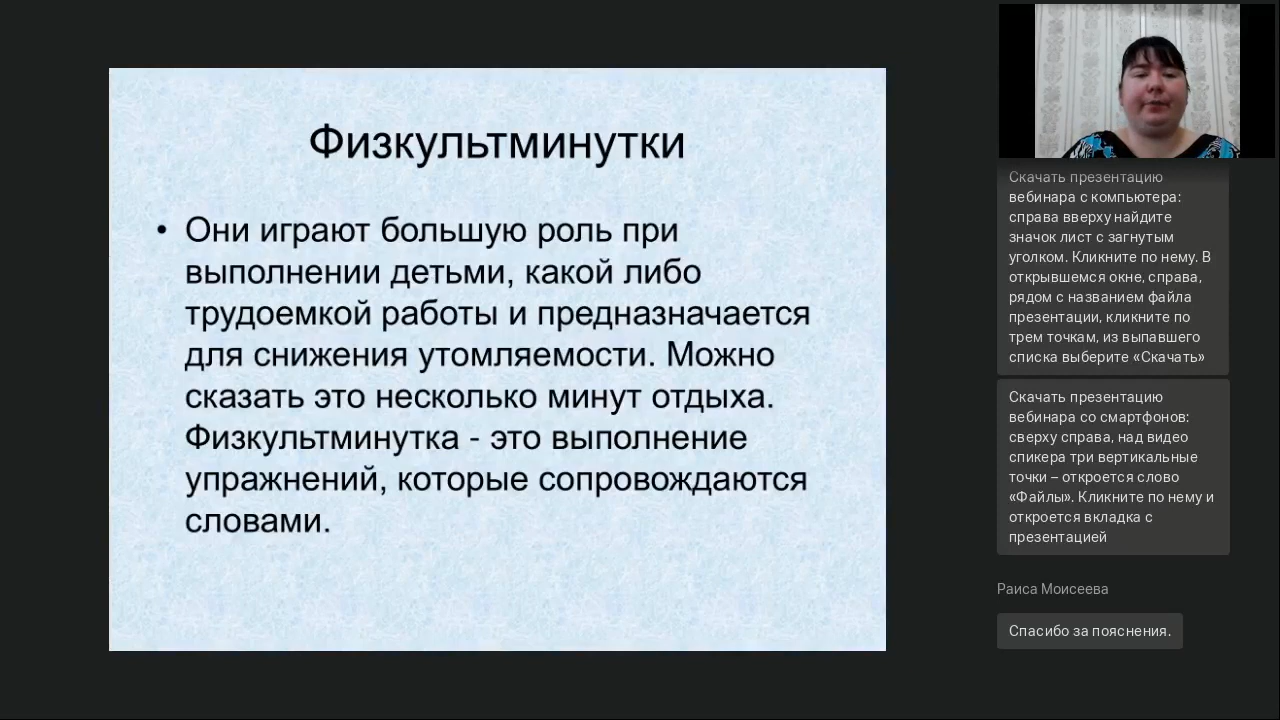 Физкультминутки
• Они играют большую роль при
выполнении детьми, какой либо
трудоемкой работы и предназначается
для снижения утомляемости. Можно
сказать это несколько минут отдыха.
Физкультминутка - это выполнение
упражнений, которые сопровождаются
словами.
Скачать презентацию
вебинара с компьютера:
справа вверху найдите
значок лист с загнутым
уголком. Кликните по нему. В
открывшемся окне, справа,
рядом с названием файла
презентации, кликните по
трем точкам, из выпавшего
списка выберите «Скачать»
Скачать презентацию
вебинара со смартфонов:
сверху справа, над видео
спикера три вертикальные
точки – откроется слово
«Файлы». Кликните по нему и
откроется вкладка с
презентацией
Раиса Моисеева
Спасибо за пояснения.